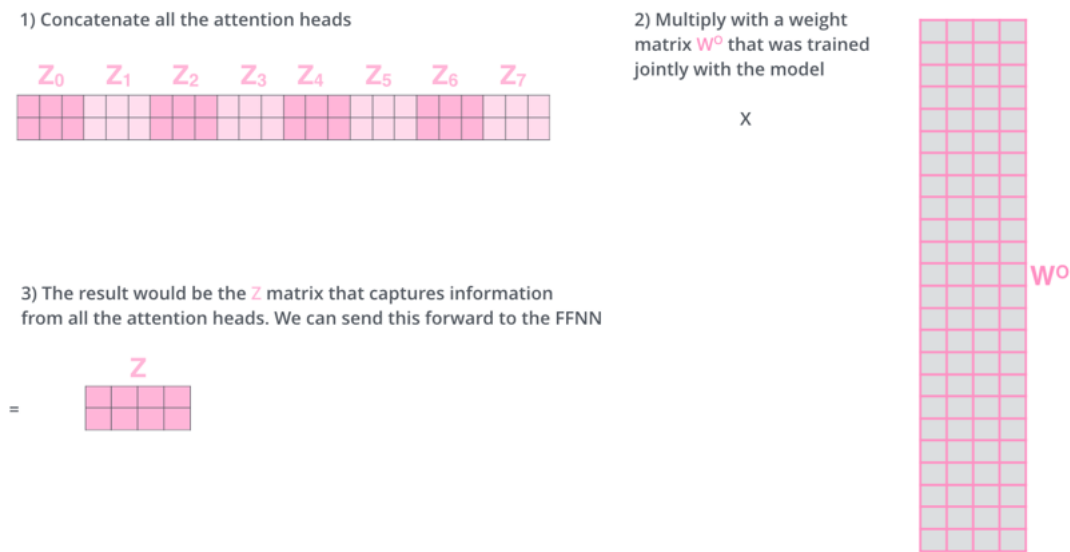 1) Concatenate all the attention heads
Z0 Z1 Z2 Z3 Z4 Z5 Z6 Z7
2) Multiply with a weight
matrix WO that was trained
jointly with the model
X
WO
3) The result would be the Z matrix that captures information
from all the attention heads. We can send this forward to the FFNN
Z
=